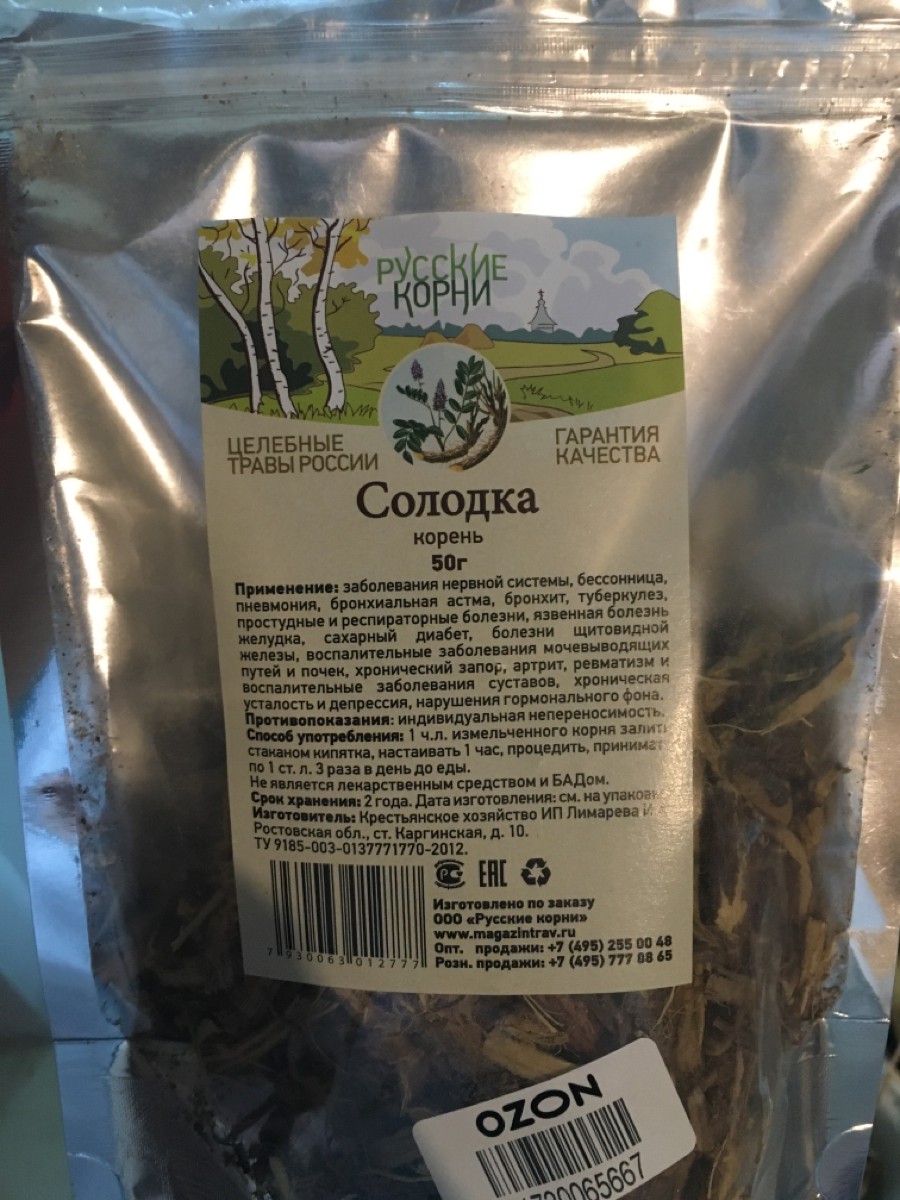 РУССКИЕ
КОРНИ
ЦЕЛЕБНЫЕ
ТРАВЫ РОССИИ
ГАРАНТИЯ
КАЧЕСТВА
Солодка
корень
50г
Применение: заболевания нервной системы, бессонница,
пневмония, бронхиальная астма, бронхит, туберкулез,
простудные и респираторные болезни, язвенная болезнь
желудка, сахарный диабет, болезни щитовидной
железы, воспалительные заболевания мочевыводящих
путей и почек, хронический запор, артрит, ревматизм и
воспалительные заболевания суставов, хроническая
усталость и депрессия, нарушения гормонального фона.
Противопоказания: индивидуальная непереносимость.
Способ употребления: 1 ч.л. измельченного корня залить
стаканом кипятка, настаивать 1 час, процедить, принимат
по 1 ст. л. 3 раза в день до еды.
Не является лекарственным средством и БАДом.
Срок хранения: 2 года. Дата изготовления: см. на упаковк
Изготовитель: Крестьянское хозяйство ИП Лимарева
Ростовская обл., ст. Каргинская, д. 10.
ТУ 9185-003-0137771770-2012.
РС ЕАС
Изготовлено по заказу
ООО «Русские корни»
www.magazintrav.ru
Опт. продажи: +7 (495) 255 00 48
Розн. продажи: +7 (495) 777 88 65
7 930063 012777
OZON